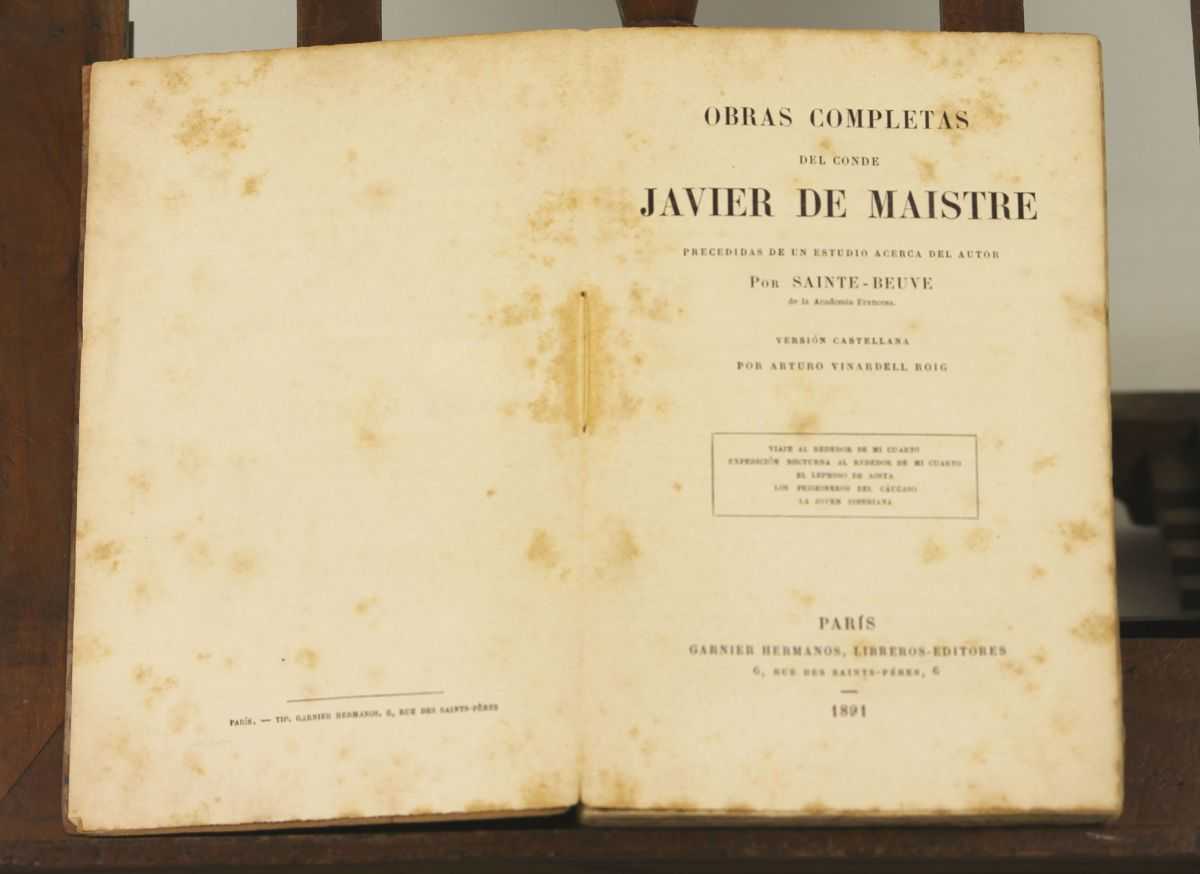 PARÍS. — TIP. GARNIER HERMANOS, 6, RUE DES SAINTS-PÈRES
OBRAS COMPLETAS
DEL CONDE
JAVIER DE MAISTRE
PRECEDIDAS DE UN ESTUDIO ACERCA DEL AUTOR
POR SAINTE-BEUVE
de la Academia Francesa.
VERSIÓN CASTELLANA
POR ARTURO VINARDELL ROIG
VIAJE AL REDEDOR DE MI CUARTO
EXPEDICIÓN NOCTURNA AL REDEDOR DE MI CUARTO
EL LEPROSO DE AOSTA
LOS PRISIONEROS DEL CÁUCASO
LA JOVEN SIBERIANA
PARÍS
GARNIER HERMANOS, LIBREROS-EDITORES
6, RUE DES SAINTS-PÈRES, 6
1891